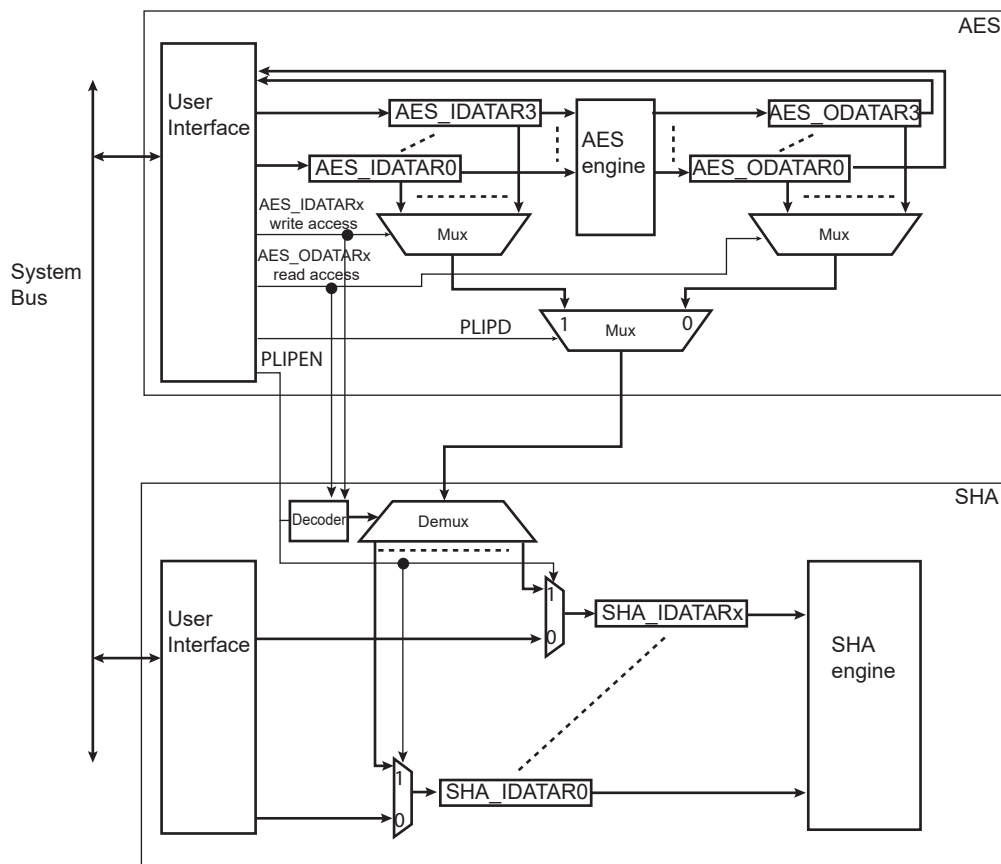 AES
User
Interface
AES_IDATAR3
AES_ODATAR3
AES
engine
AES_IDATAR0
AES_ODATAR0
AES_IDATARx
write access
Mux
Mux
AES_ODATARx
read access
System
Bus
1
Mux
0
PLIPD
PLIPEN
SHA
Decoder
Demux
1
0
SHA_IDATARx
User
Interface
SHA
engine
1
0
SHA_IDATAR0